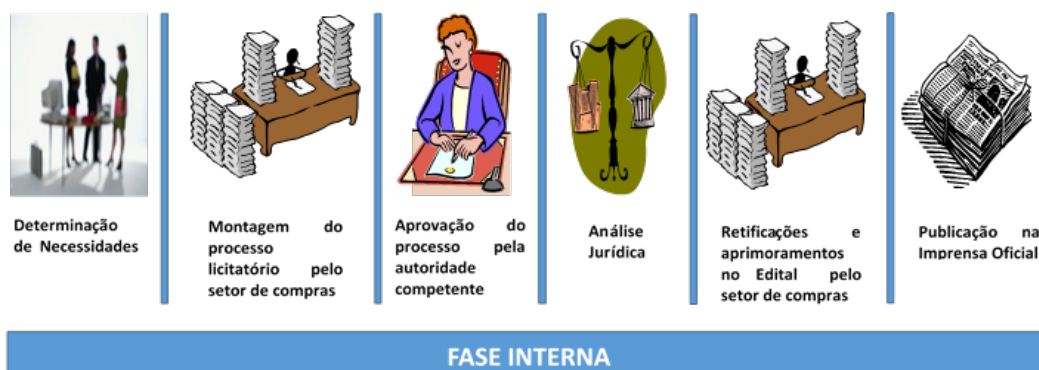 Determinação
de Necessidades
Montagem do
processo
licitatório pelo
setor de compras
Aprovação do
processo pela
autoridade
competente
Análise
Jurídica
Retificações e
aprimoramentos
no Edital pelo
setor de compras
Publicação na
Imprensa Oficial
FASE INTERNA